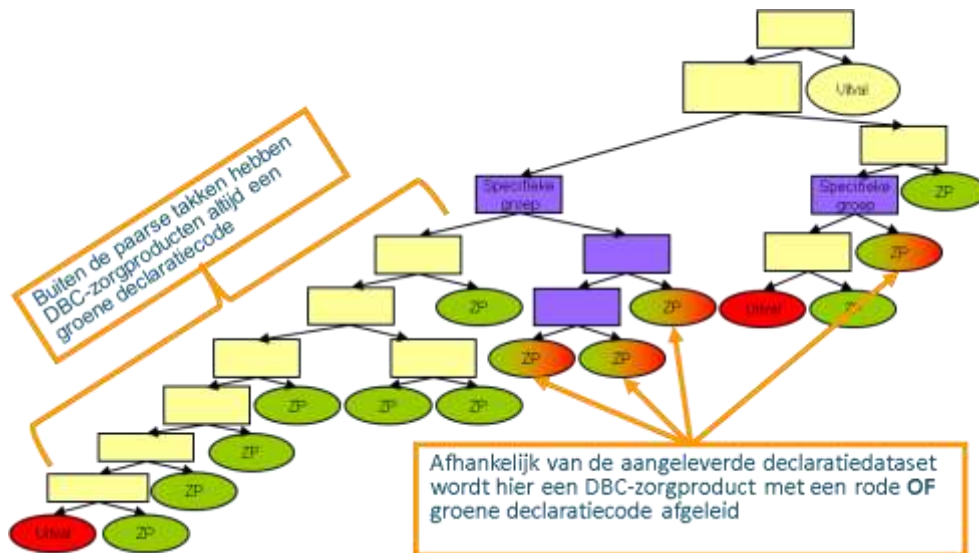 Uitval
ZP
Specifieke
groep
Specifieke
groep
ZP
ZP
ZP
Uitval
ZP
ZP
ZP
ZP
ZP
ZP
ZP
ZP
Uitval
ZP
Buiten de paarse takken hebben
DBC-zorgproducten altijd een
groene declaratiecode
Afhankelijk van de aangeleverde declaratiedataset
wordt hier een DBC-zorgproduct met een rode OF
groene declaratiecode afgeleid